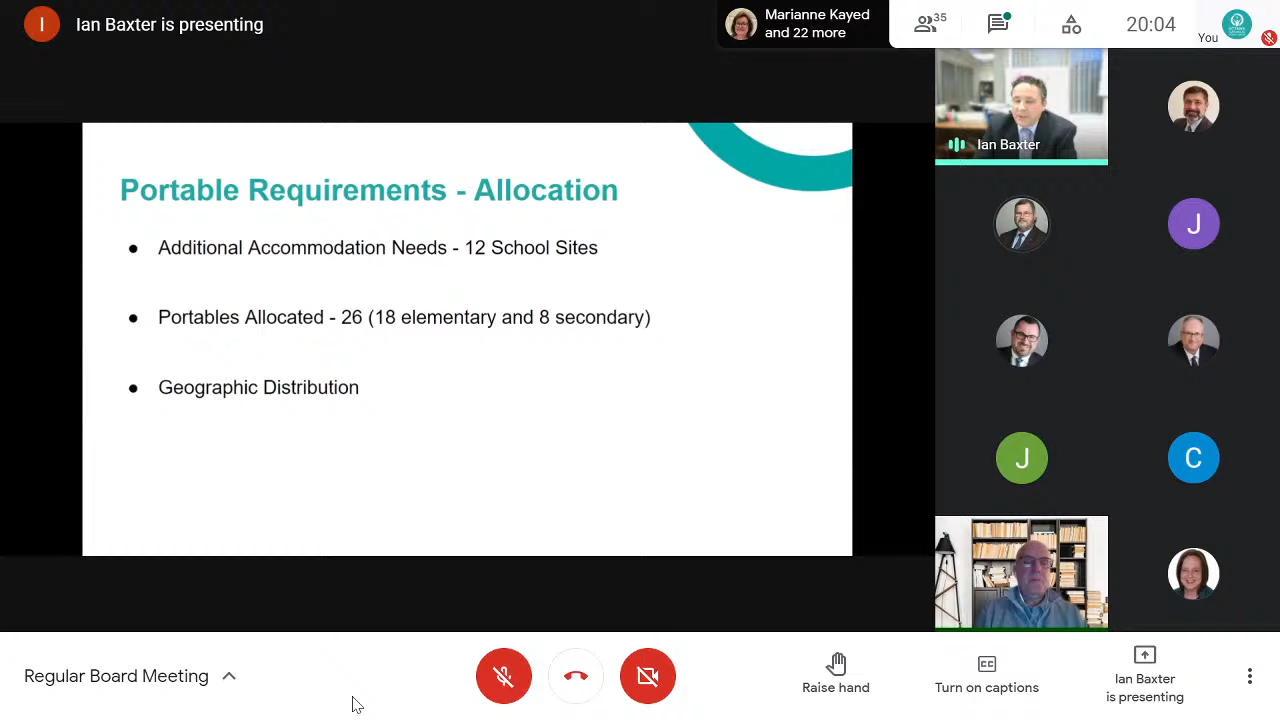 I
Ian Baxter is presenting
Marianne Kayed
and 22 more
35
20:04
You
Portable Requirements - Allocation
● Additional Accommodation Needs - 12 School Sites
● Portables Allocated - 26 (18 elementary and 8 secondary)
● Geographic Distribution
Ian Baxter
J
J
C
Regular Board Meeting
Raise hand
CC
Turn on captions
Ian Baxter
is presenting